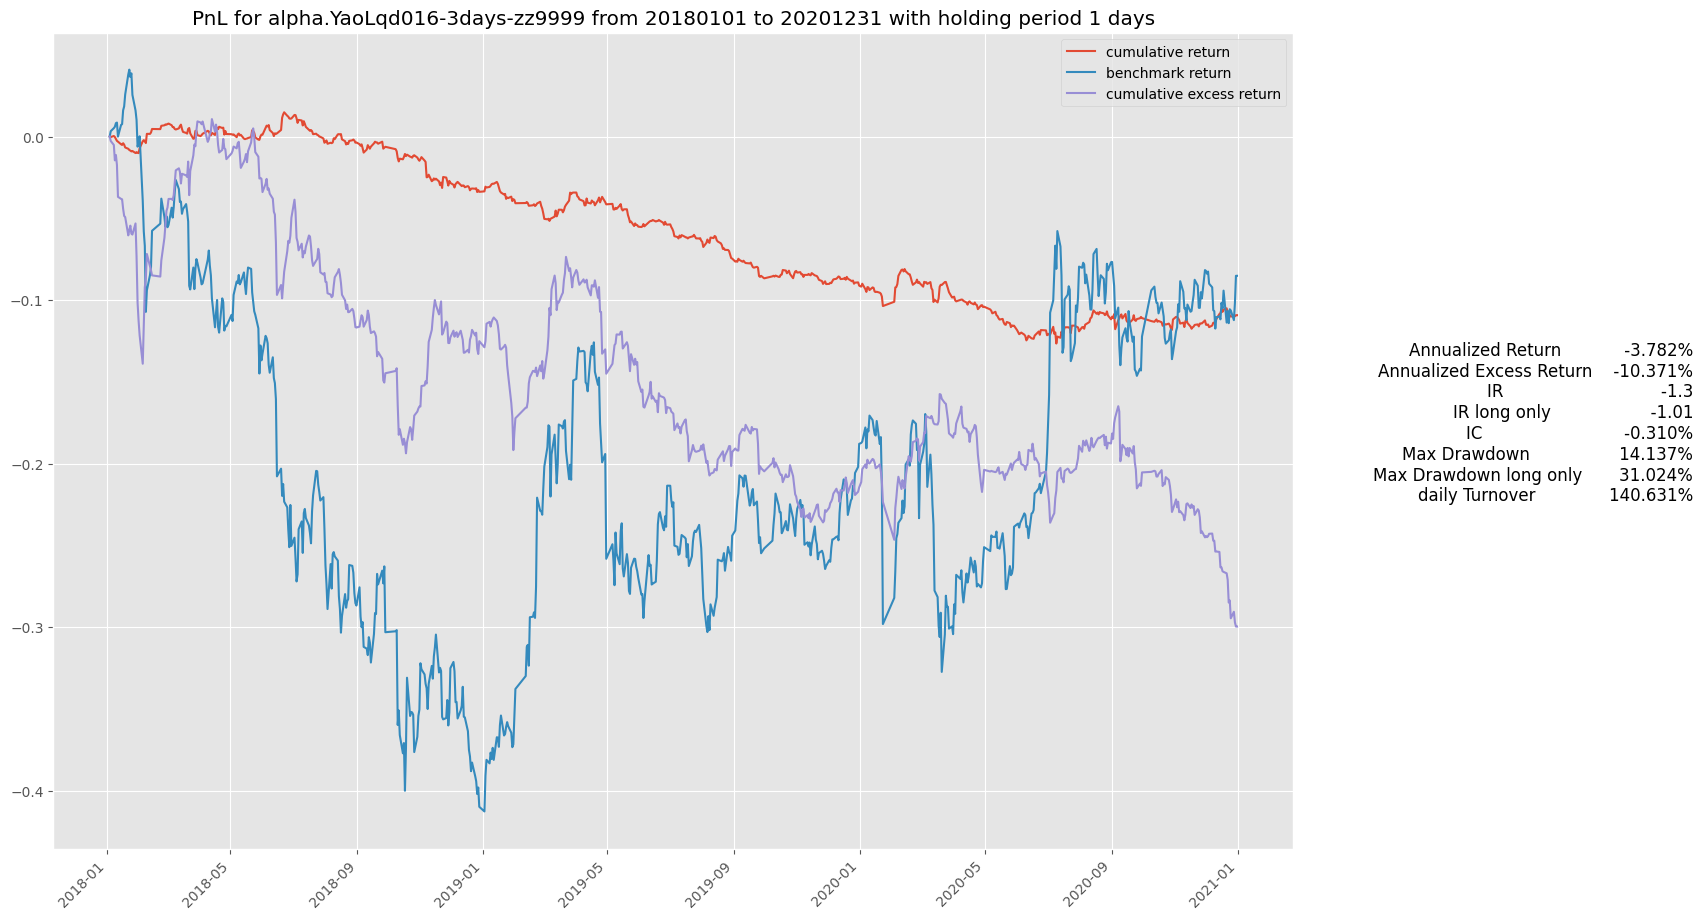 PnL for alpha.YaoLqd016-3days-zz9999 from 20180101 to 20201231 with holding period 1 days
cumulative return
benchmark return
cumulative excess return
0.0
−0.1
−0.2
−0.3
−0.4
Annualized Return -3.782%
Annualized Excess Return -10.371%
IR -1.3
IR long only -1.01
IC -0.310%
Max Drawdown 14.137%
Max Drawdown long only 31.024%
daily Turnover 140.631%
2018-01
2018-05
2018-09
2019-01
2019-05
2019-09
2020-01
2020-05
2020-09
2021-01